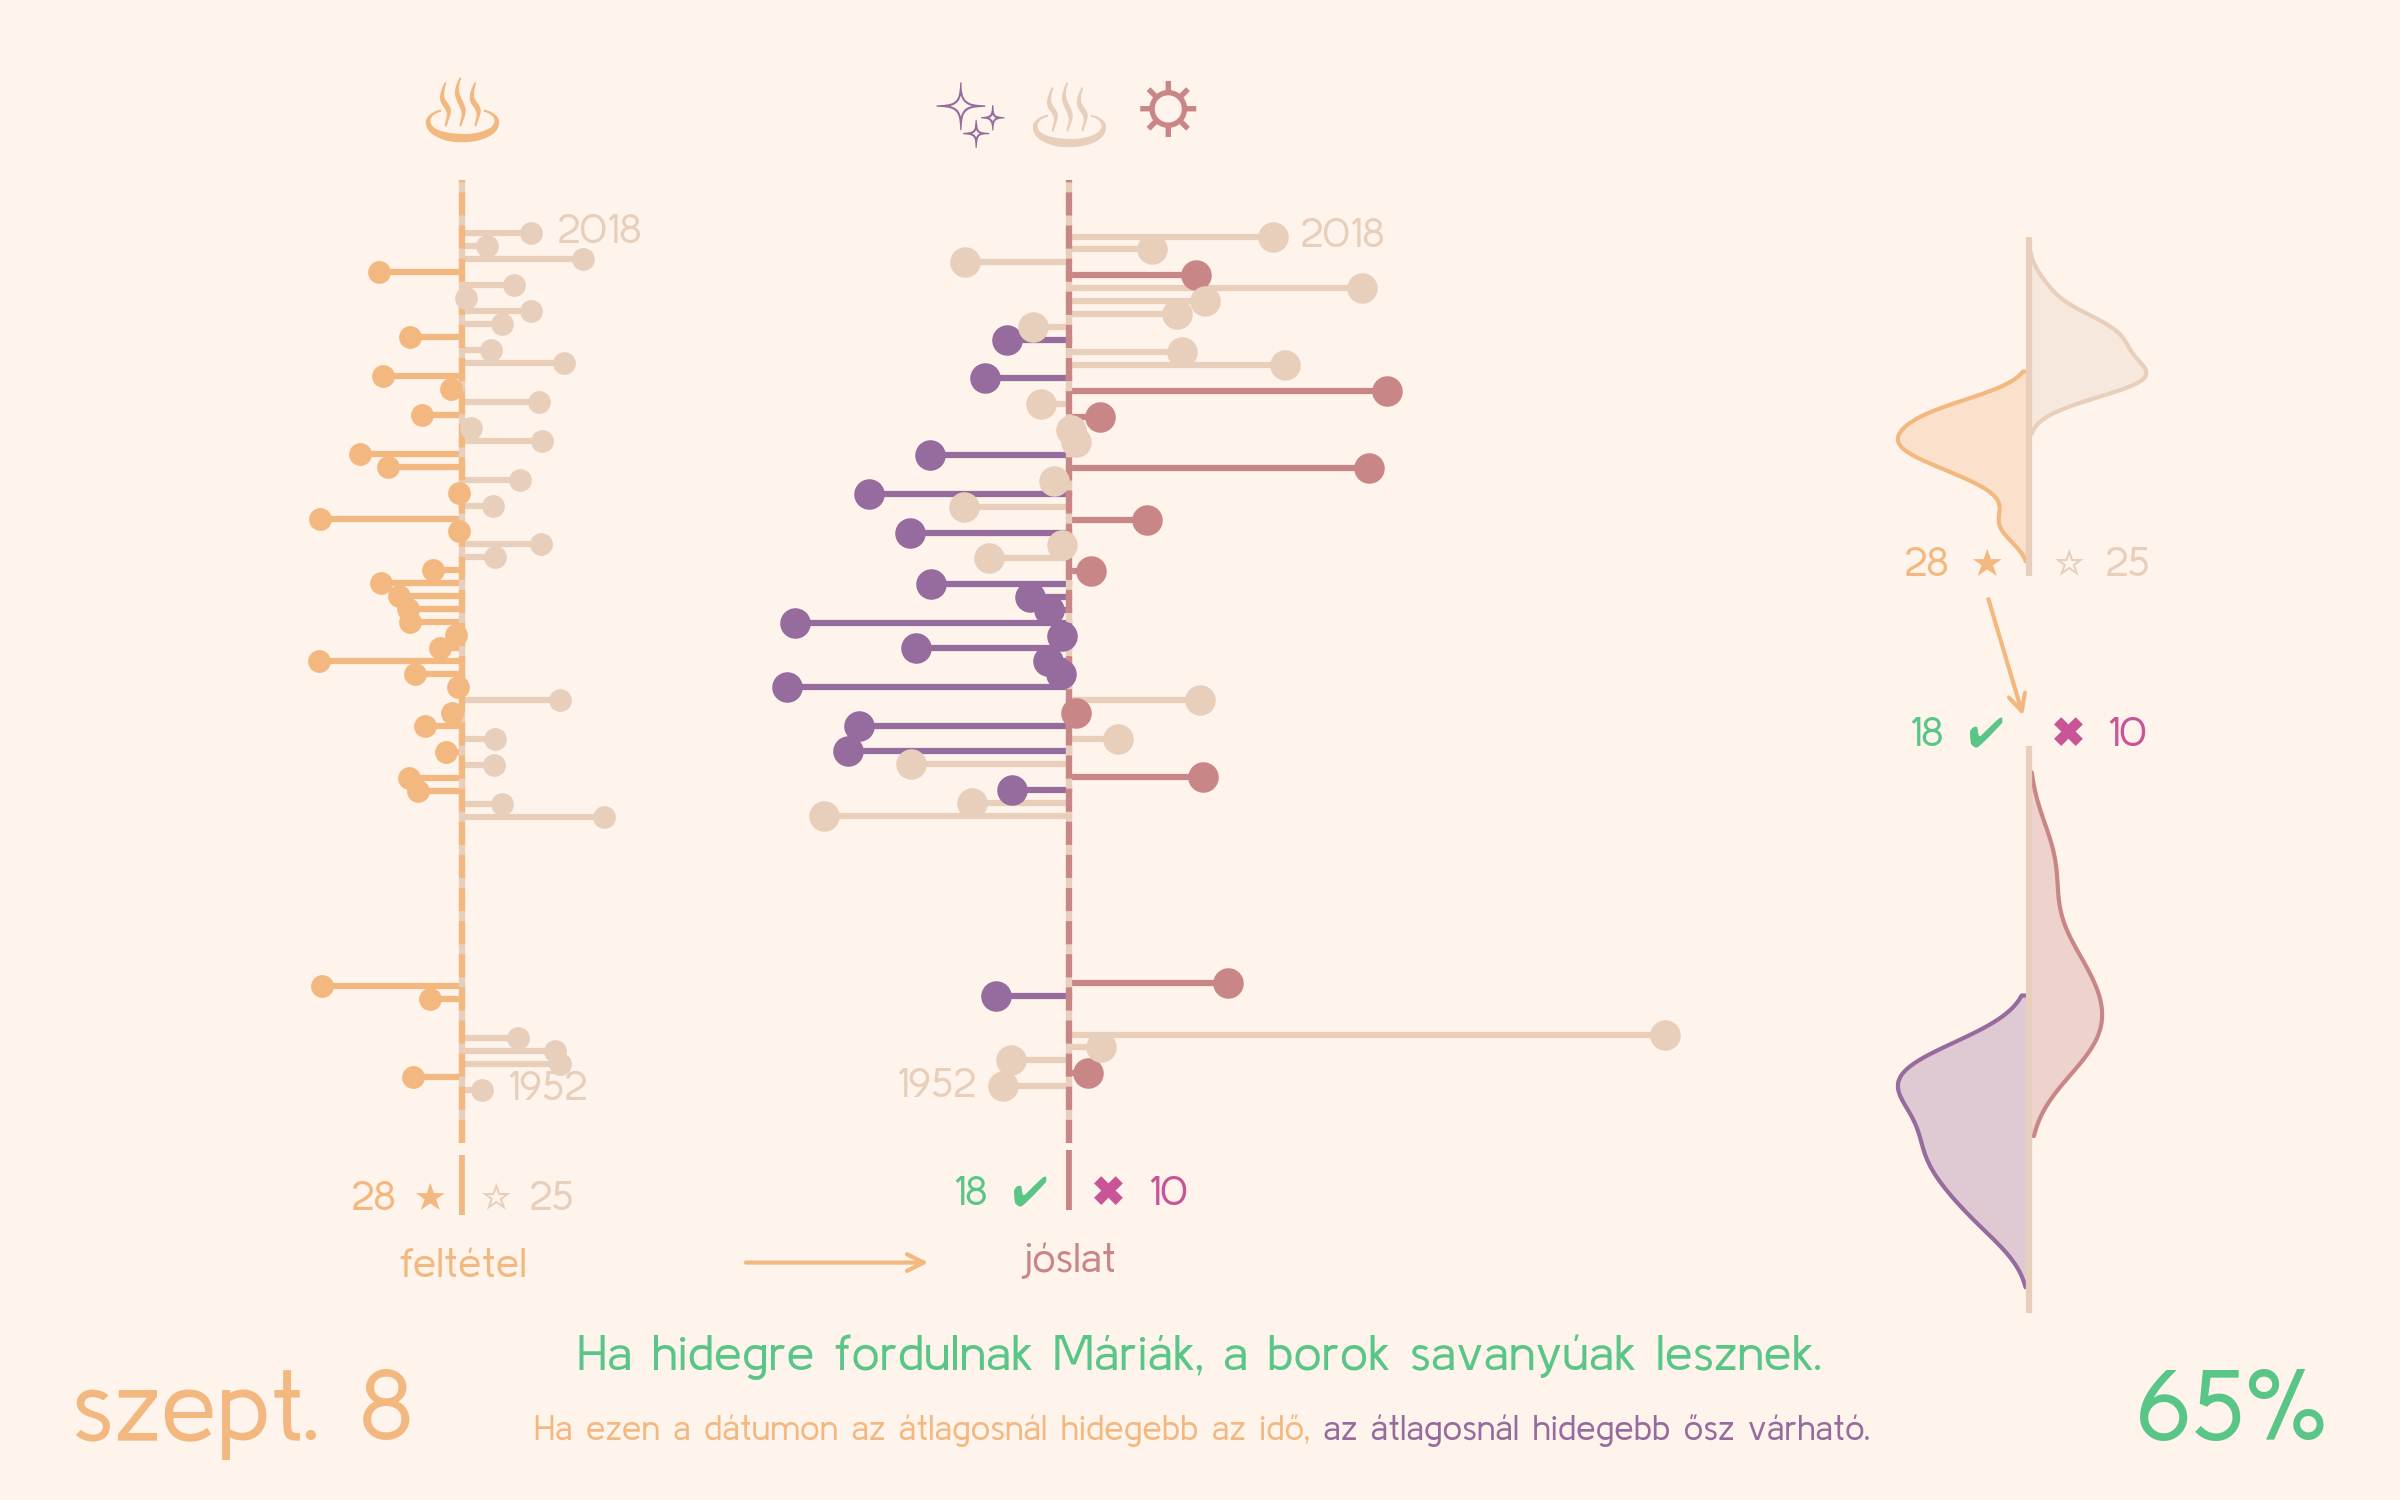 2018
2018
28 ★ ☆ 25
18 ✔ ✖ 10
1952
1952
28 ★ ☆ 25
18 ✔ ✖ 10
feltétel
jóslat
Ha hidegre fordulnak Máriák, a borok savanyúak lesznek.
szept. 8
65%
Ha ezen a dátumon az átlagosnál hidegebb az idő, az átlagosnál hidegebb ősz várható.